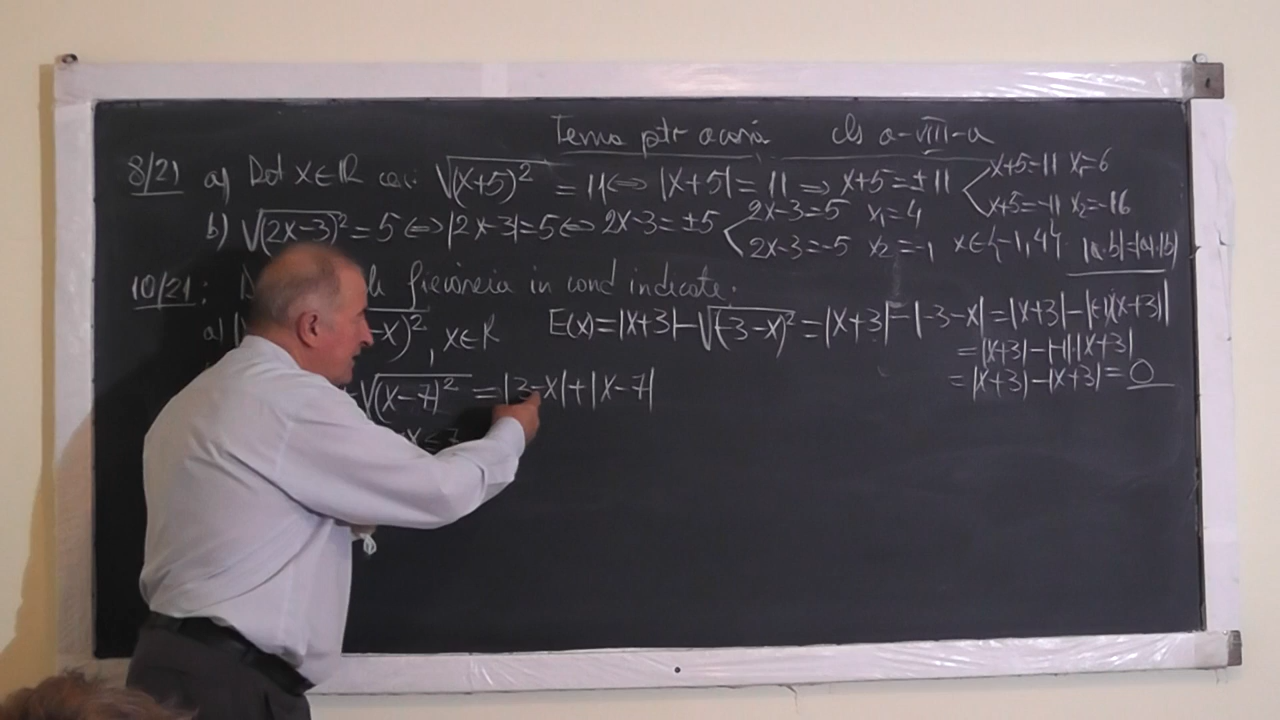 Tema ptr acasă cls a-VIII-a
8/21 a) Det x∈ℝ √(x+5)² = 11 ⇔ |x+5| = 11 ⇒ x+5 = ±11 x+5=11 x₁=6
x+5=-11 x₂=-16
b) √(2x-3)² = 5 ⇔ |2x-3| = 5 ⇔ 2x-3 = ±5 2x-3=5 x₁=4
2x-3=-5 x₂=-1 x∈{-1,4} |a·b|=|a|·|b|
10/21: in cond indicate.
a) -x)², x∈ℝ E(x)=|x+3|-√(-3-x)² = |x+3|-|-3-x| = |x+3|-|(-1)(x+3)|
= |x+3|-|-1|·|x+3|
= |x+3|-|x+3| = 0
√(x-7)² = |3-x|+|x-7|
x<7